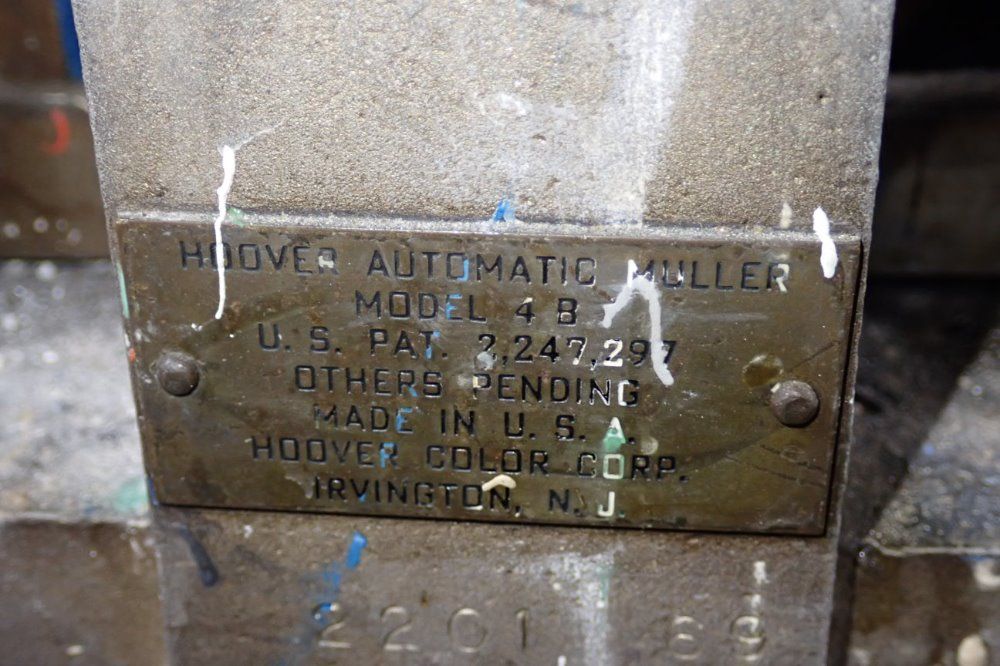 HOOVER AUTOMATIC MULLER
MODEL 4 B
U. S. PAT. 2,247,297
OTHERS PENDING
MADE IN U. S. A.
HOOVER COLOR CORP.
IRVINGTON, N. J.
2201 69